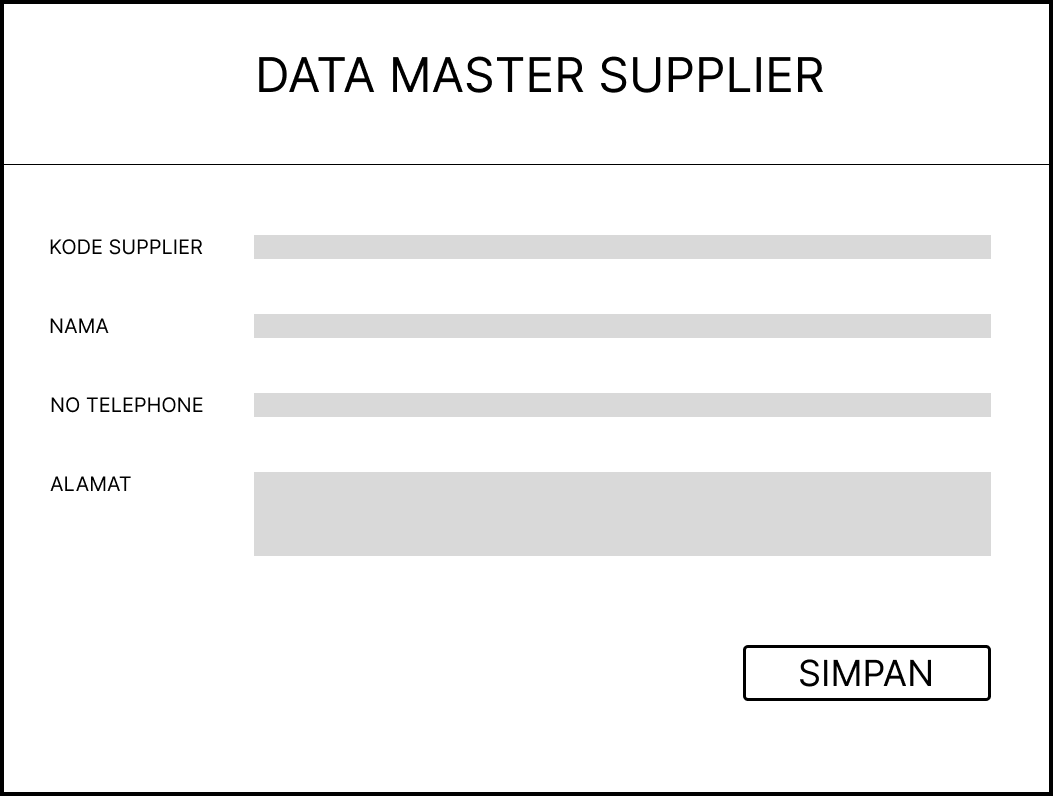 DATA MASTER SUPPLIER
KODE SUPPLIER
NAMA
NO TELEPHONE
ALAMAT
SIMPAN